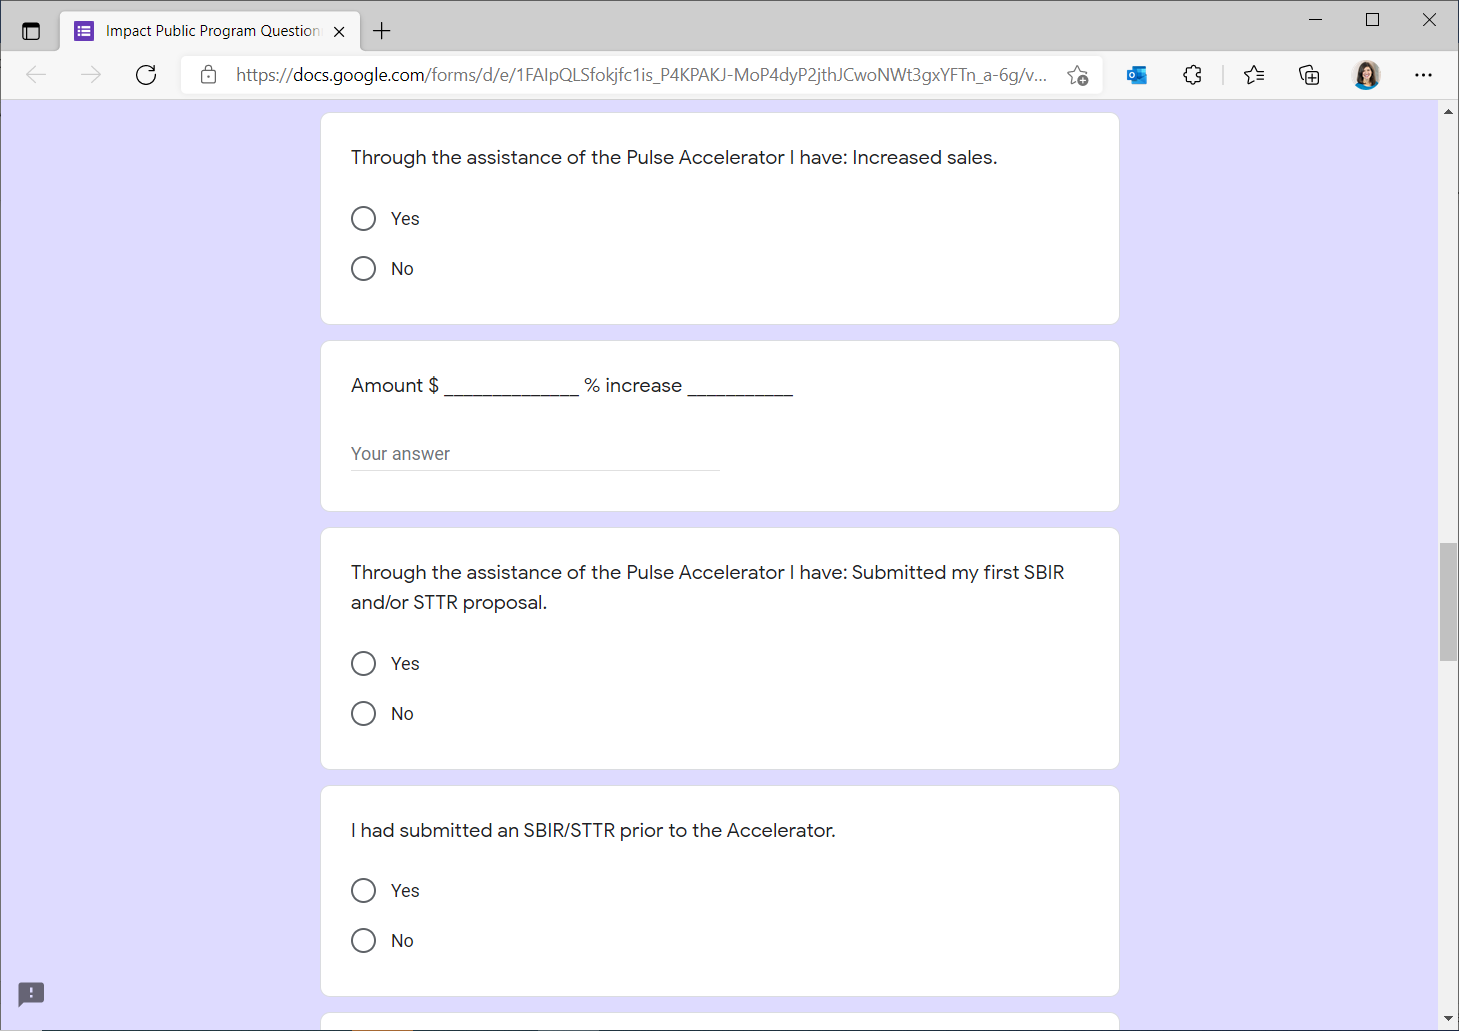 Impact Public Program Question
https://docs.google.com/forms/d/e/1FAIpQLSfokjfc1is_P4KPAKJ-MoP4dyP2jthJCwoNWt3gxYFTn_a-6g/v...
Through the assistance of the Pulse Accelerator I have: Increased sales.
Yes
No
Amount $ ______________ % increase ___________
Your answer
Through the assistance of the Pulse Accelerator I have: Submitted my first SBIR
and/or STTR proposal.
Yes
No
I had submitted an SBIR/STTR prior to the Accelerator.
Yes
No